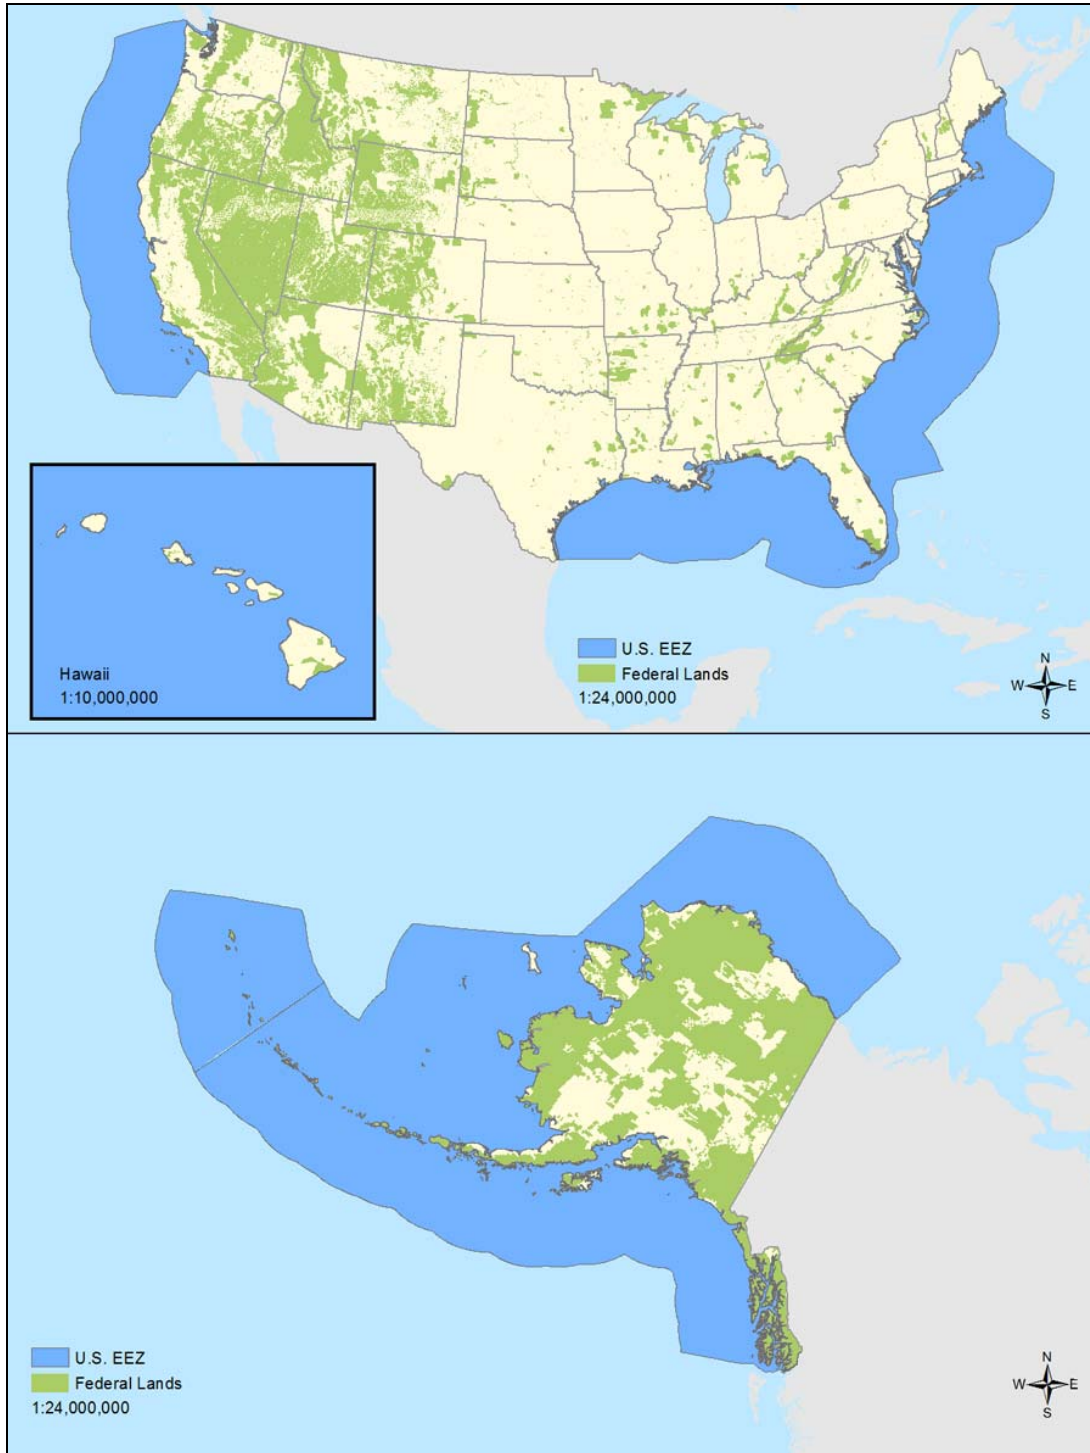 Hawaii
1:10,000,000
U.S. EEZ
Federal Lands
1:24,000,000
N
W E
S
U.S. EEZ
Federal Lands
1:24,000,000
N
W E
S